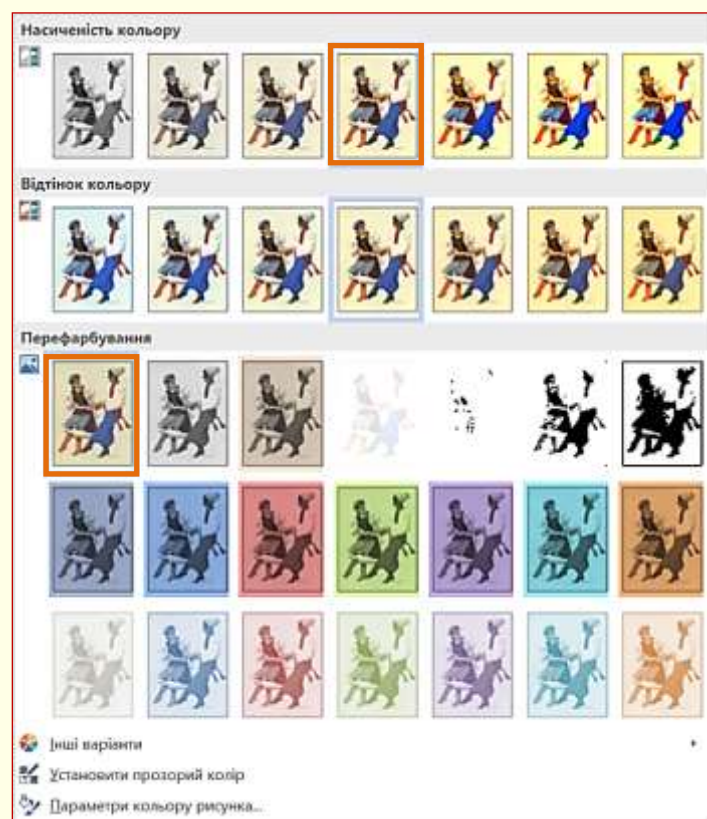 Насиченість кольору
Відтінок кольору
Перефарбування
Інші варіанти
Установити прозорий колір
Параметри кольору рисунка...